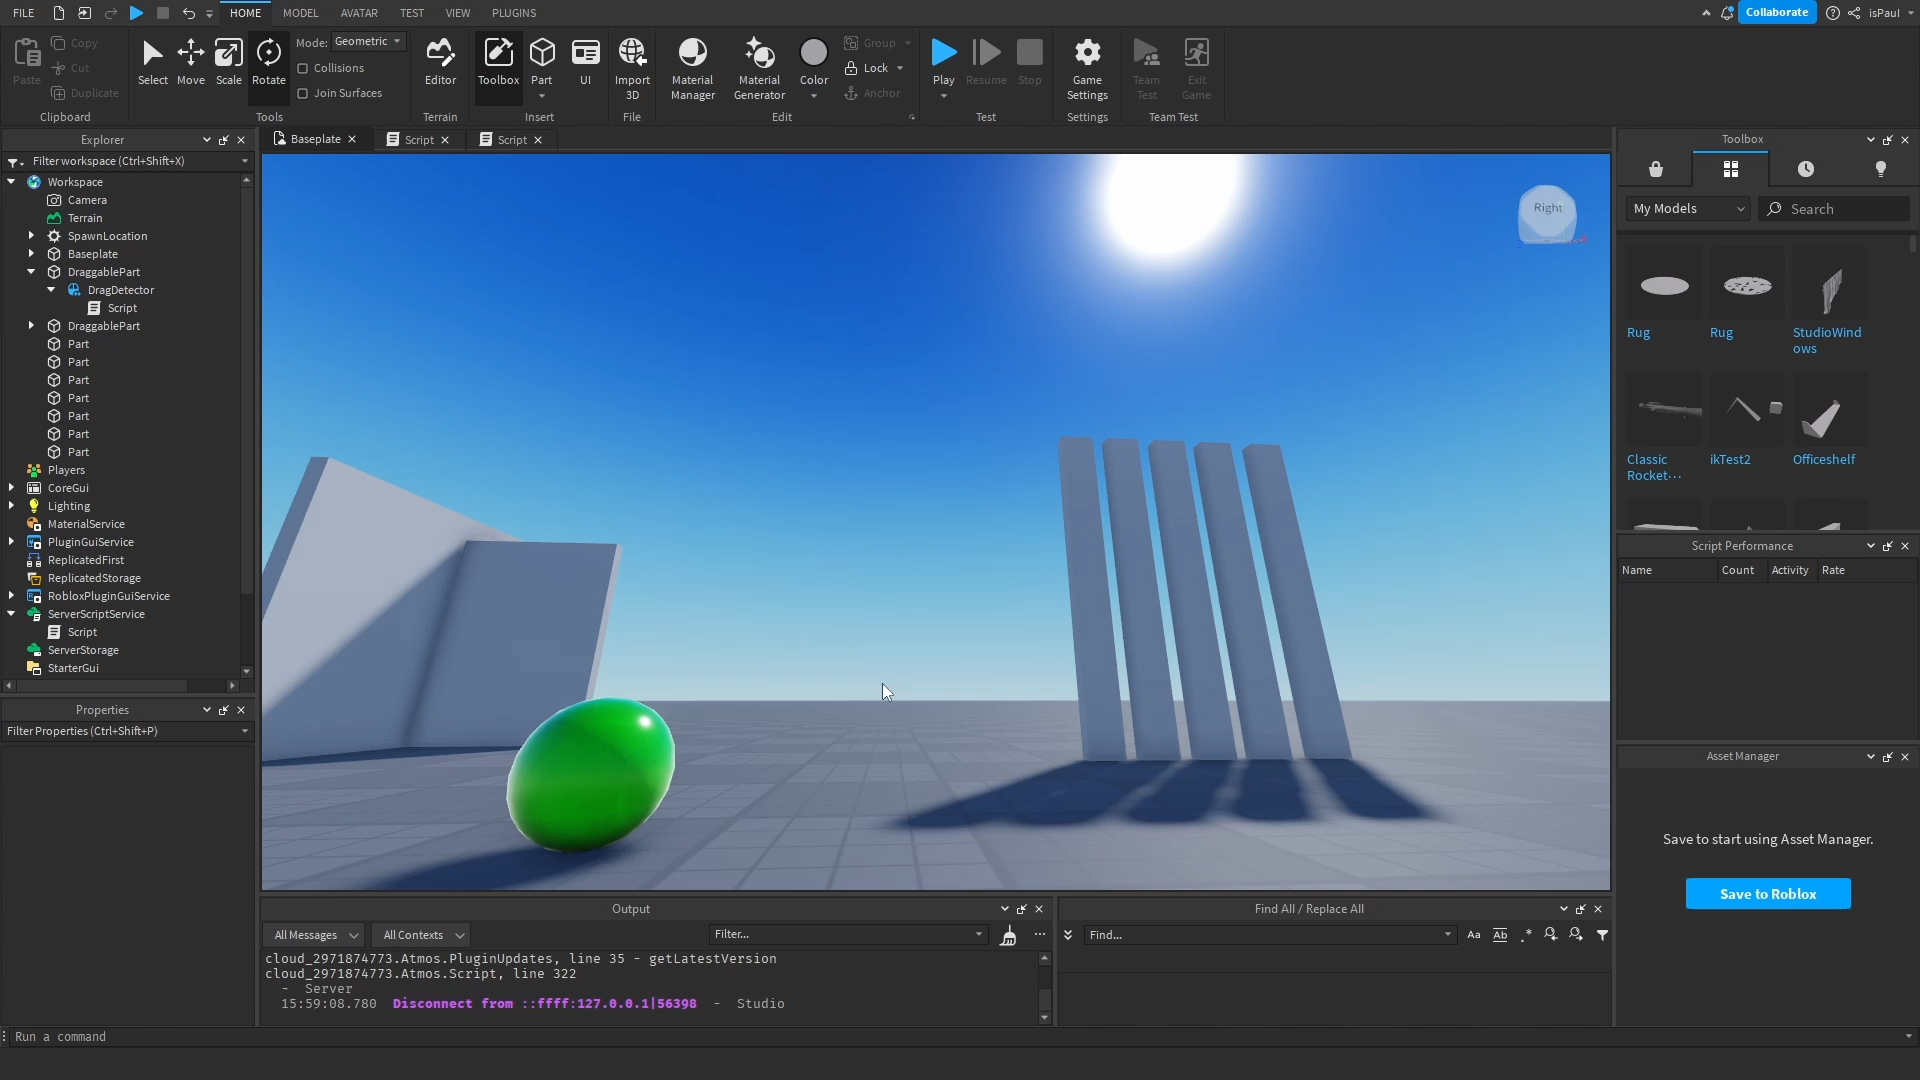 FILE
HOME
MODEL
AVATAR
TEST
VIEW
PLUGINS
Collaborate
isPaul
Paste
Copy
Cut
Duplicate
Clipboard
Select
Move
Scale
Rotate
Mode: Geometric
Collisions
Join Surfaces
Tools
Editor
Terrain
Toolbox
Part
UI
Insert
Import
3D
File
Material
Manager
Material
Generator
Color
Group
Lock
Anchor
Edit
Play
Resume
Stop
Test
Game
Settings
Settings
Team
Test
Exit
Game
Team Test
Explorer
Filter workspace (Ctrl+Shift+X)
Workspace
Camera
Terrain
SpawnLocation
Baseplate
DraggablePart
DragDetector
Script
DraggablePart
Part
Part
Part
Part
Part
Part
Part
Players
CoreGui
Lighting
MaterialService
PluginGuiService
ReplicatedFirst
ReplicatedStorage
RobloxPluginGuiService
ServerScriptService
Script
ServerStorage
StarterGui
Properties
Filter Properties (Ctrl+Shift+P)
Baseplate
Script
Script
Right
Output
All Messages
All Contexts
Filter...
cloud_2971874773.Atmos.PluginUpdates, line 35 - getLatestVersion
cloud_2971874773.Atmos.Script, line 322
- Server
15:59:08.780 Disconnect from ::ffff:127.0.0.1|56398 - Studio
Find All / Replace All
Find...
Aa
Ab
.*
Toolbox
My Models
Search
Rug
Rug
StudioWind
ows
Classic
Rocket...
ikTest2
Officeshelf
Script Performance
Name
Count
Activity
Rate
Asset Manager
Save to start using Asset Manager.
Save to Roblox
Run a command